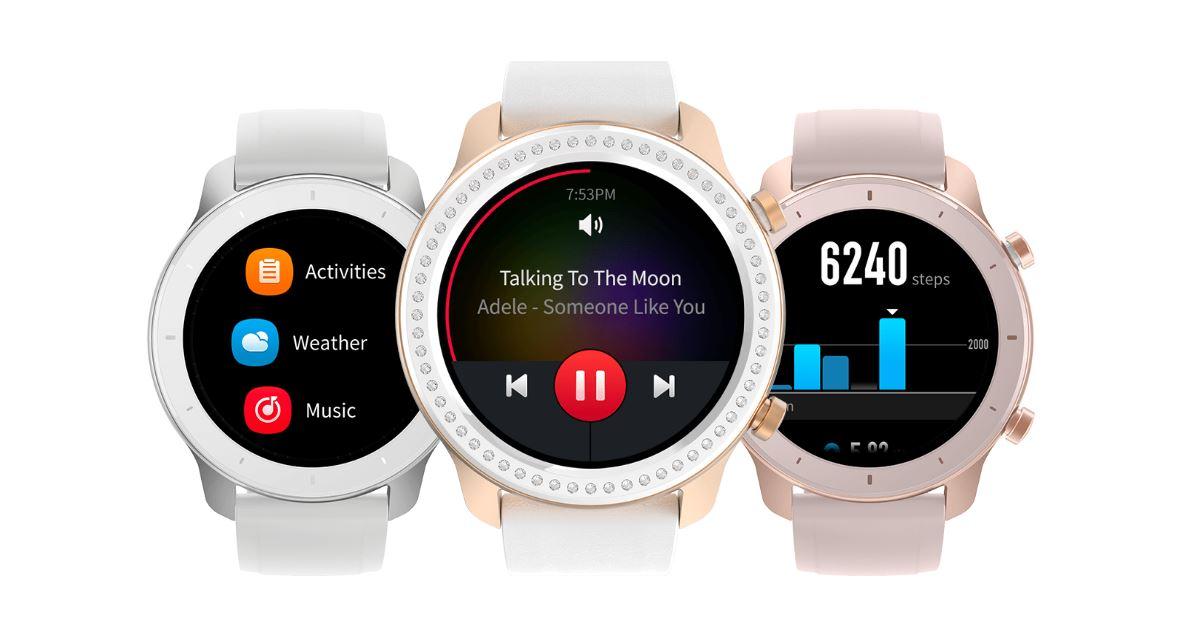 Activities
Weather
Music
7:53PM
Talking To The Moon
Adele - Someone Like You
6240 steps
2000